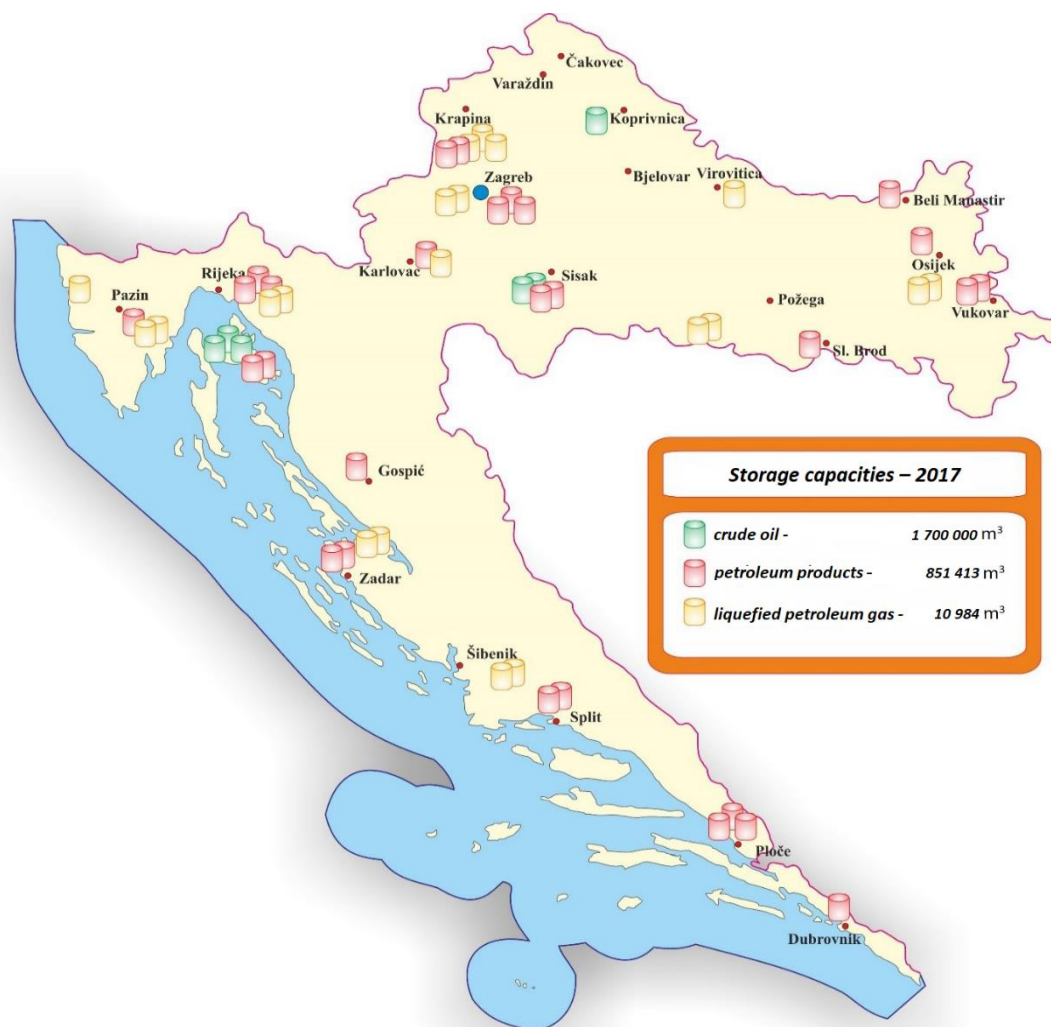 Čakovec
Varaždin
Krapina
Koprivnica
Zagreb
Bjelovar
Virovitica
Beli Manastir
Karlovac
Sisak
Osijek
Rijeka
Pazin
Požega
Vukovar
Sl. Brod
Gospić
Zadar
Šibenik
Split
Ploče
Dubrovnik
Storage capacities – 2017
crude oil - 1 700 000 m³
petroleum products - 851 413 m³
liquefied petroleum gas - 10 984 m³